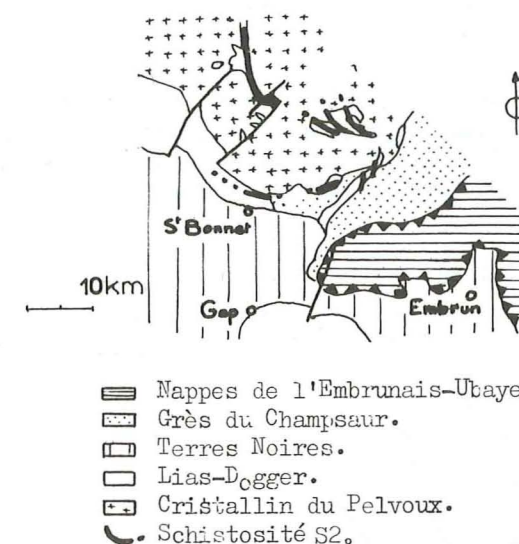 St Bonnet
10km
Gap
Embrun
Nappes de l'Embrunais-Ubaye
Grès du Champsaur.
Terres Noires.
Lias-Dogger.
Cristallin du Pelvoux.
Schistosité S2.